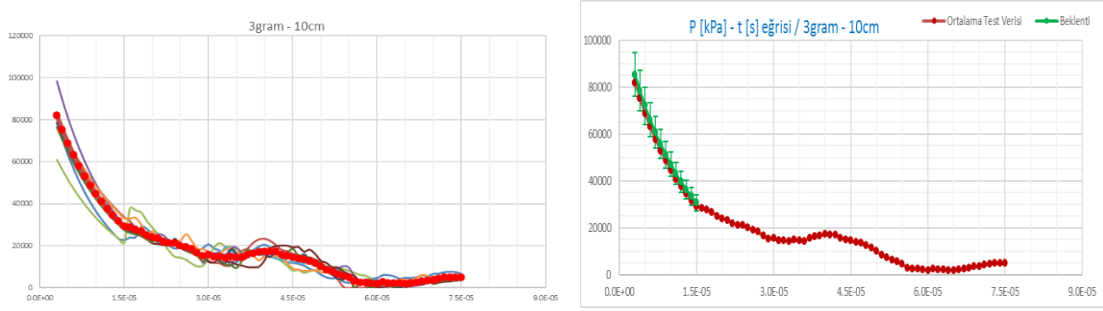 3gram - 10cm
120000
100000
80000
60000
40000
20000
0
0.0E+00 1.5E-05 3.0E-05 4.5E-05 6.0E-05 7.5E-05 9.0E-05
P [kPa] - t [s] eğrisi / 3gram - 10cm
Ortalama Test Verisi Beklenti
100000
80000
60000
40000
20000
0
0.0E+00 1.5E-05 3.0E-05 4.5E-05 6.0E-05 7.5E-05 9.0E-05